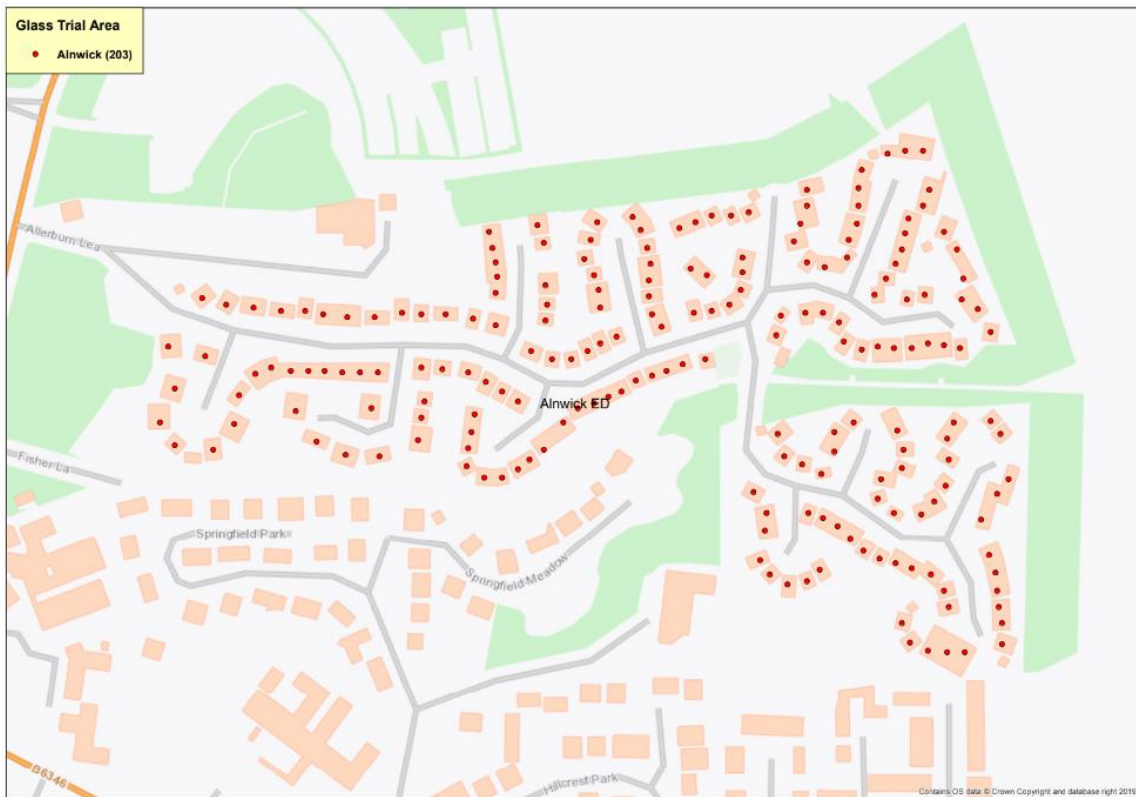 Glass Trial Area
Alnwick (203)
Allerburn Lea
Alnwick ED
Fisher La
Springfield Park
Springfield Meadow
B6346
Hillcrest Park
Contains OS data © Crown Copyright and database right 2019